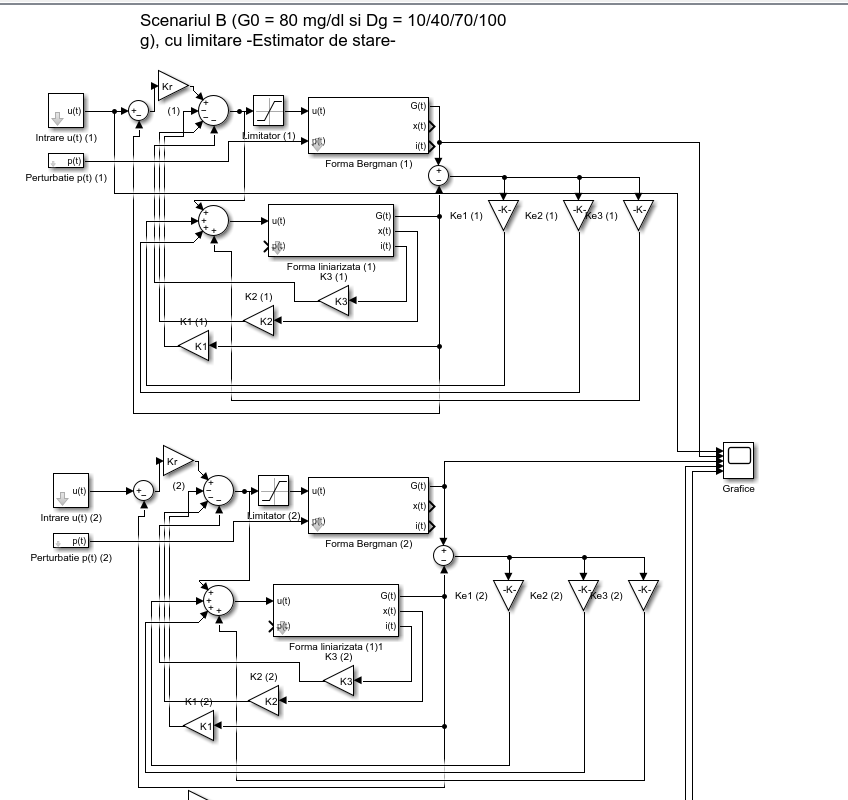 Scenariul B (G0 = 80 mg/dl si Dg = 10/40/70/100
g), cu limitare -Estimator de stare-
Kr
(1)
u(t)
Intrare u(t) (1)
p(t)
Perturbatie p(t) (1)
Limitator (1)
u(t)
p(t)
G(t)
x(t)
i(t)
Forma Bergman (1)
-K-
Ke1 (1)
-K-
Ke2 (1)
-K-
Ke3 (1)
u(t)
p(t)
G(t)
x(t)
i(t)
Forma liniarizata (1)
K3 (1)
K3
K2 (1)
K2
K1 (1)
K1
Grafice
Kr
(2)
u(t)
Intrare u(t) (2)
p(t)
Perturbatie p(t) (2)
Limitator (2)
u(t)
p(t)
G(t)
x(t)
i(t)
Forma Bergman (2)
-K-
Ke1 (2)
-K-
Ke2 (2)
-K-
Ke3 (2)
u(t)
p(t)
G(t)
x(t)
i(t)
Forma liniarizata (1)1
K3 (2)
K3
K2 (2)
K2
K1 (2)
K1